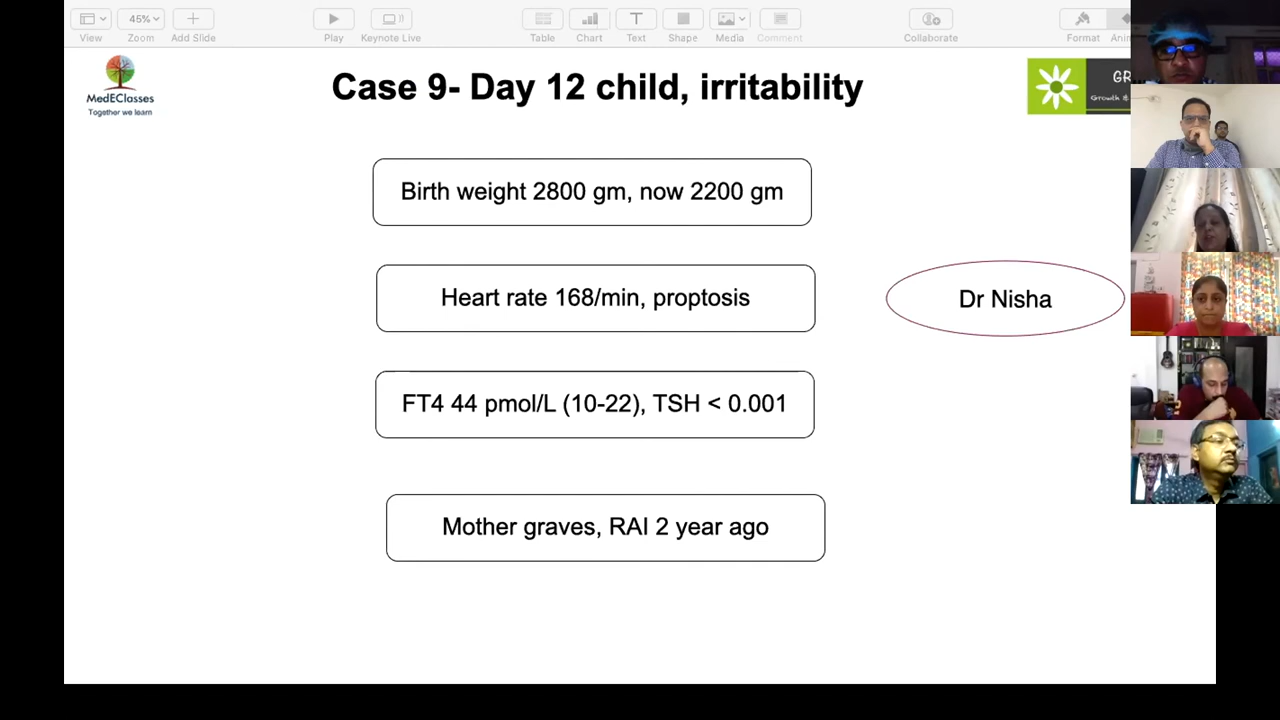 45%
View
Zoom
Add Slide
Play
Keynote Live
Table
Chart
Text
Shape
Media
Comment
Collaborate
Format
MedEClasses
Together we learn
Case 9- Day 12 child, irritability
Birth weight 2800 gm, now 2200 gm
Heart rate 168/min, proptosis
Dr Nisha
FT4 44 pmol/L (10-22), TSH < 0.001
Mother graves, RAI 2 year ago